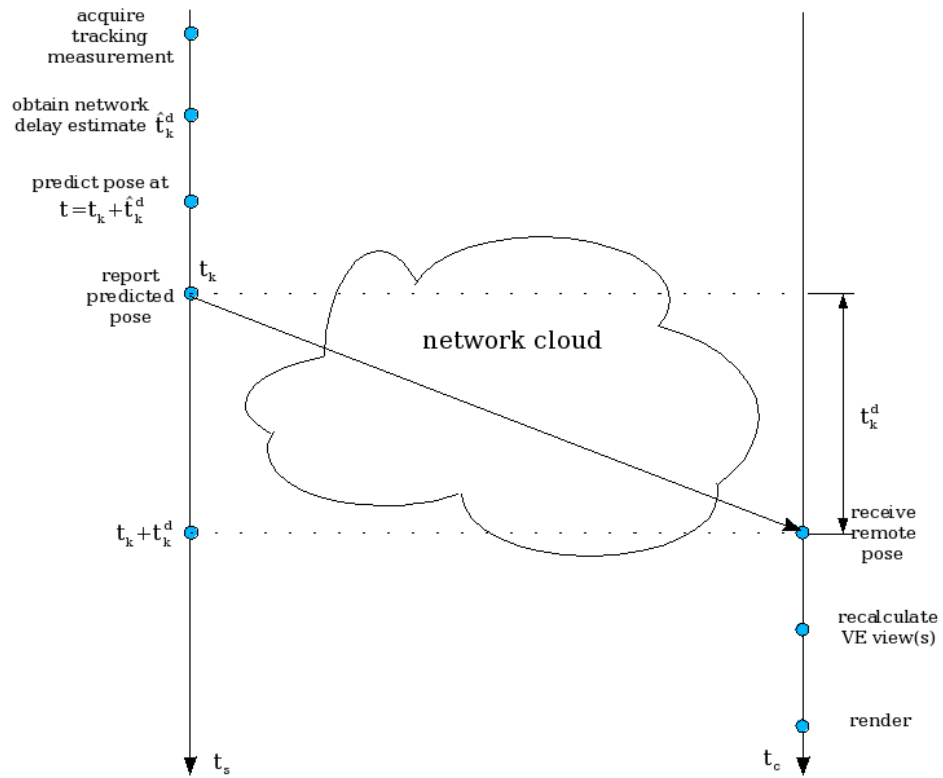 acquire
tracking
measurement
obtain network
delay estimate t̂ₖᵈ
predict pose at
t=tₖ+t̂ₖᵈ
tₖ
report
predicted
pose
network cloud
tₖᵈ
tₖ+tₖᵈ
receive
remote
pose
recalculate
VE view(s)
render
tₛ
t꜀